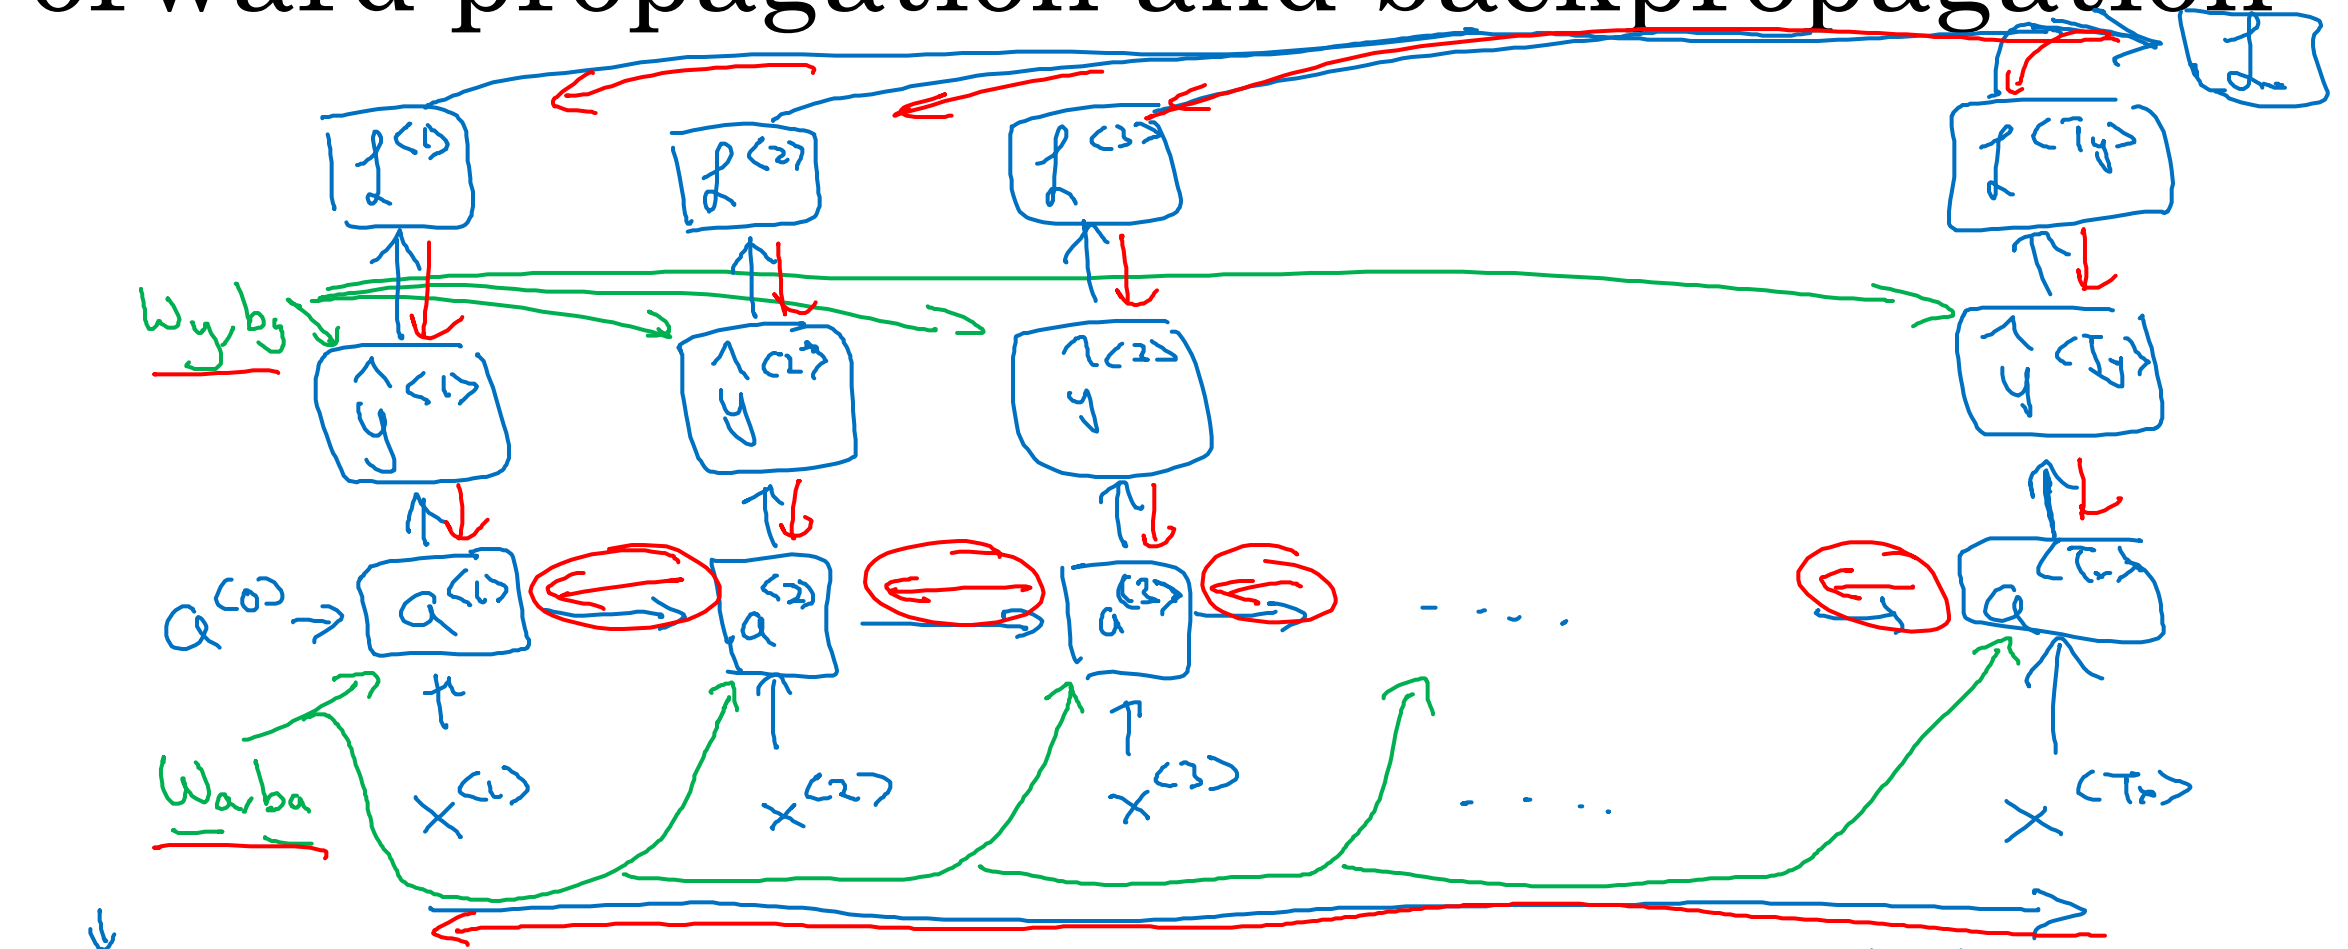 orward propagation and backpropagation
L
L<1> L<2> L<3> L<Ty>
Wy, by
ŷ<1> ŷ<2> ŷ<2> ŷ<Ty>
a<0> → a<1> a<2> a<3> .... a<Tx>
Wa, ba
x<1> x<2> x<3> .... x<Tx>